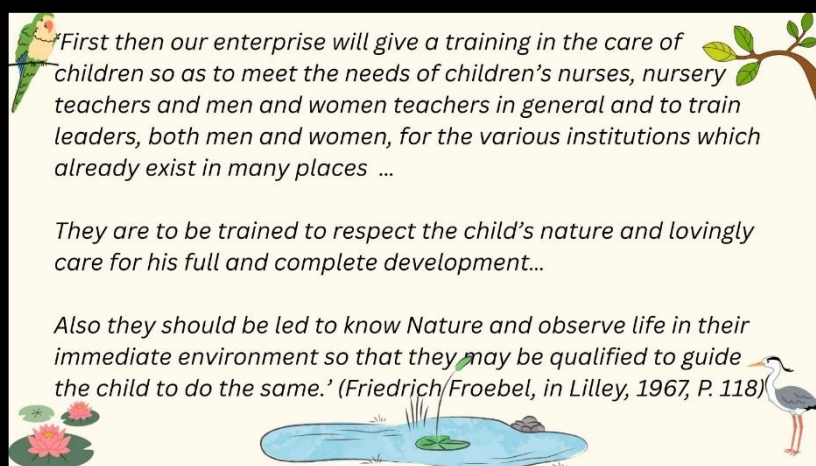 'First then our enterprise will give a training in the care of
children so as to meet the needs of children's nurses, nursery
teachers and men and women teachers in general and to train
leaders, both men and women, for the various institutions which
already exist in many places ...
They are to be trained to respect the child's nature and lovingly
care for his full and complete development...
Also they should be led to know Nature and observe life in their
immediate environment so that they may be qualified to guide
the child to do the same.' (Friedrich Froebel, in Lilley, 1967, P. 118)